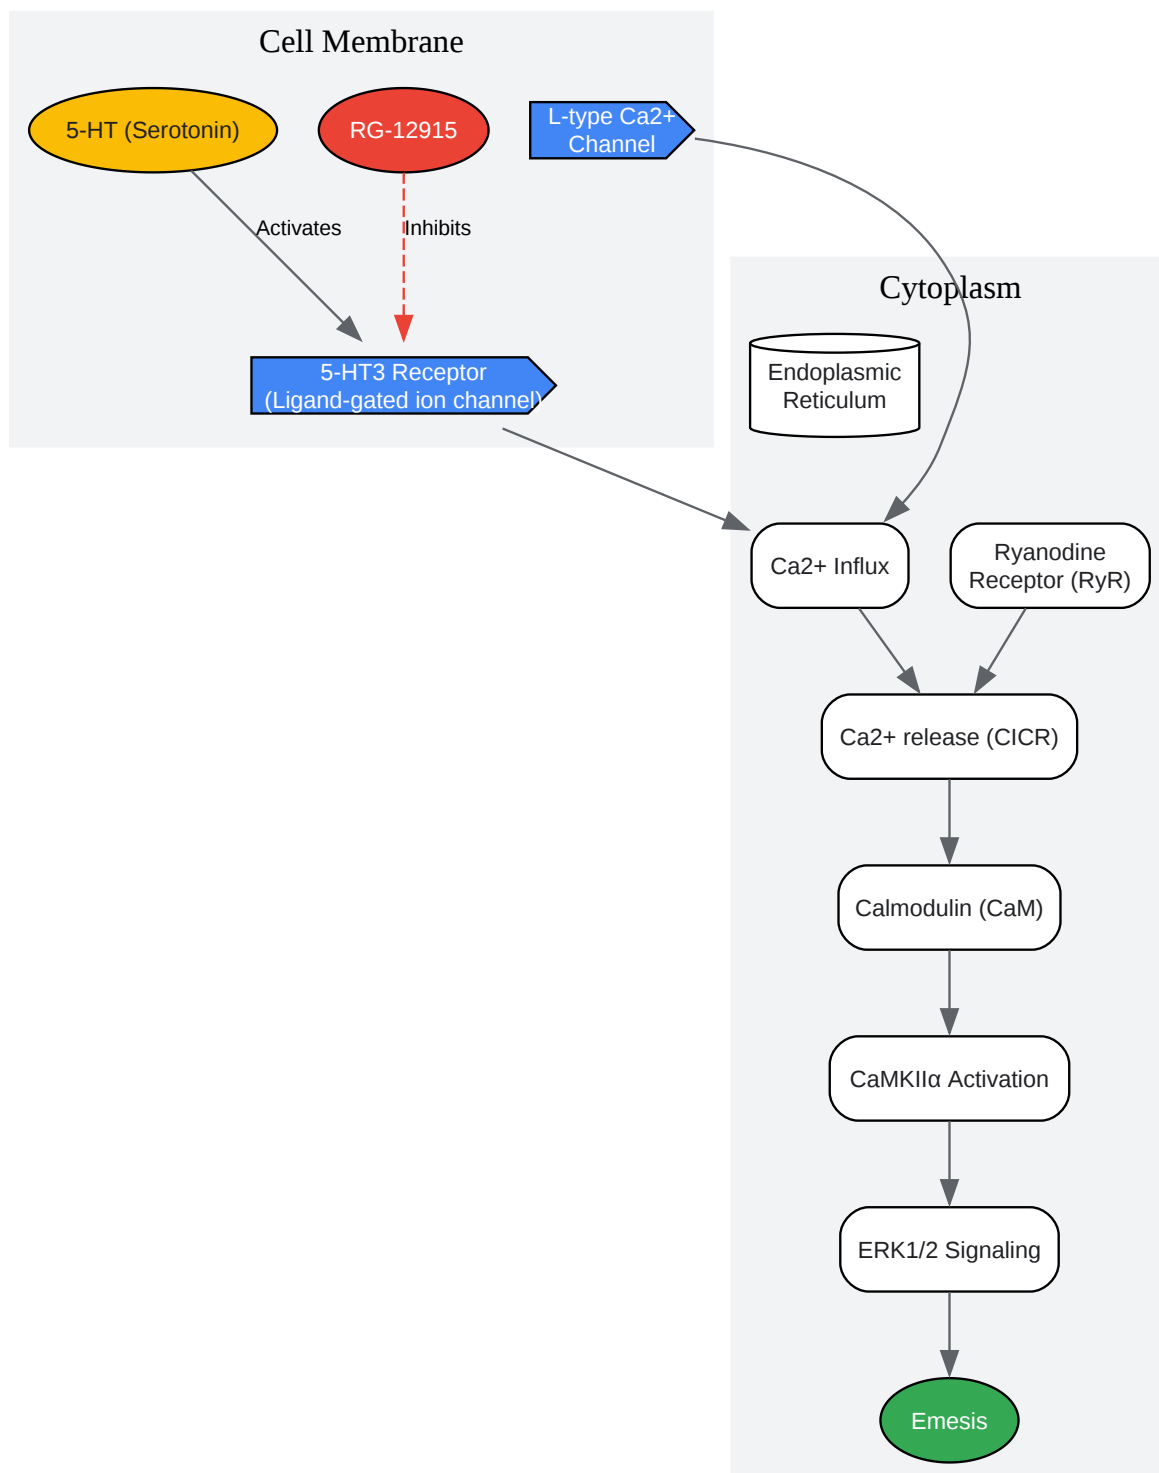 Cell Membrane
5-HT (Serotonin)
RG-12915
L-type Ca2+
Channel
Activates
Inhibits
5-HT3 Receptor
(Ligand-gated ion channel)
Cytoplasm
Endoplasmic
Reticulum
Ca2+ Influx
Ryanodine
Receptor (RyR)
Ca2+ release (CICR)
Calmodulin (CaM)
CaMKIIα Activation
ERK1/2 Signaling
Emesis